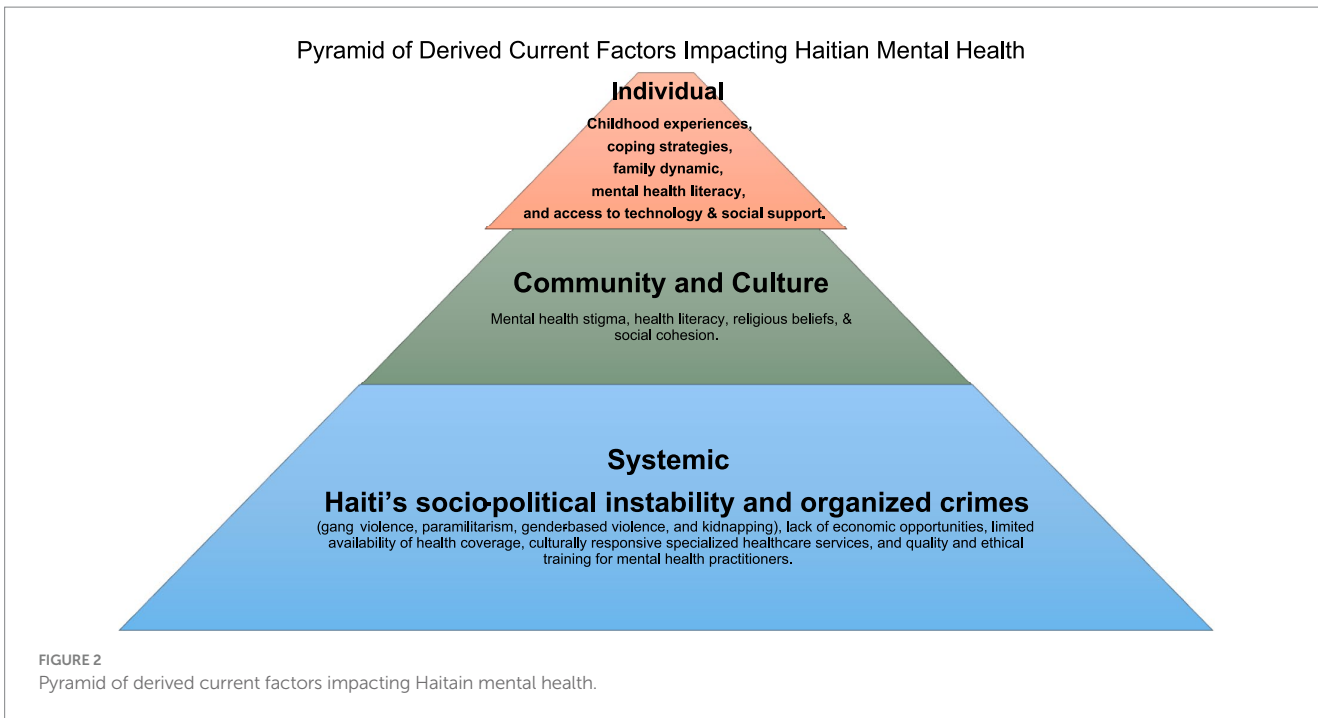 Pyramid of Derived Current Factors Impacting Haitian Mental Health
Individual
Childhood experiences,
coping strategies,
family dynamic,
mental health literacy,
and access to technology & social support.
Community and Culture
Mental health stigma, health literacy, religious beliefs, &
social cohesion.
Systemic
Haiti's socio-political instability and organized crimes
(gang violence, paramilitarism, gender-based violence, and kidnapping), lack of economic opportunities, limited
availability of health coverage, culturally responsive specialized healthcare services, and quality and ethical
training for mental health practitioners.
FIGURE 2
Pyramid of derived current factors impacting Haitain mental health.